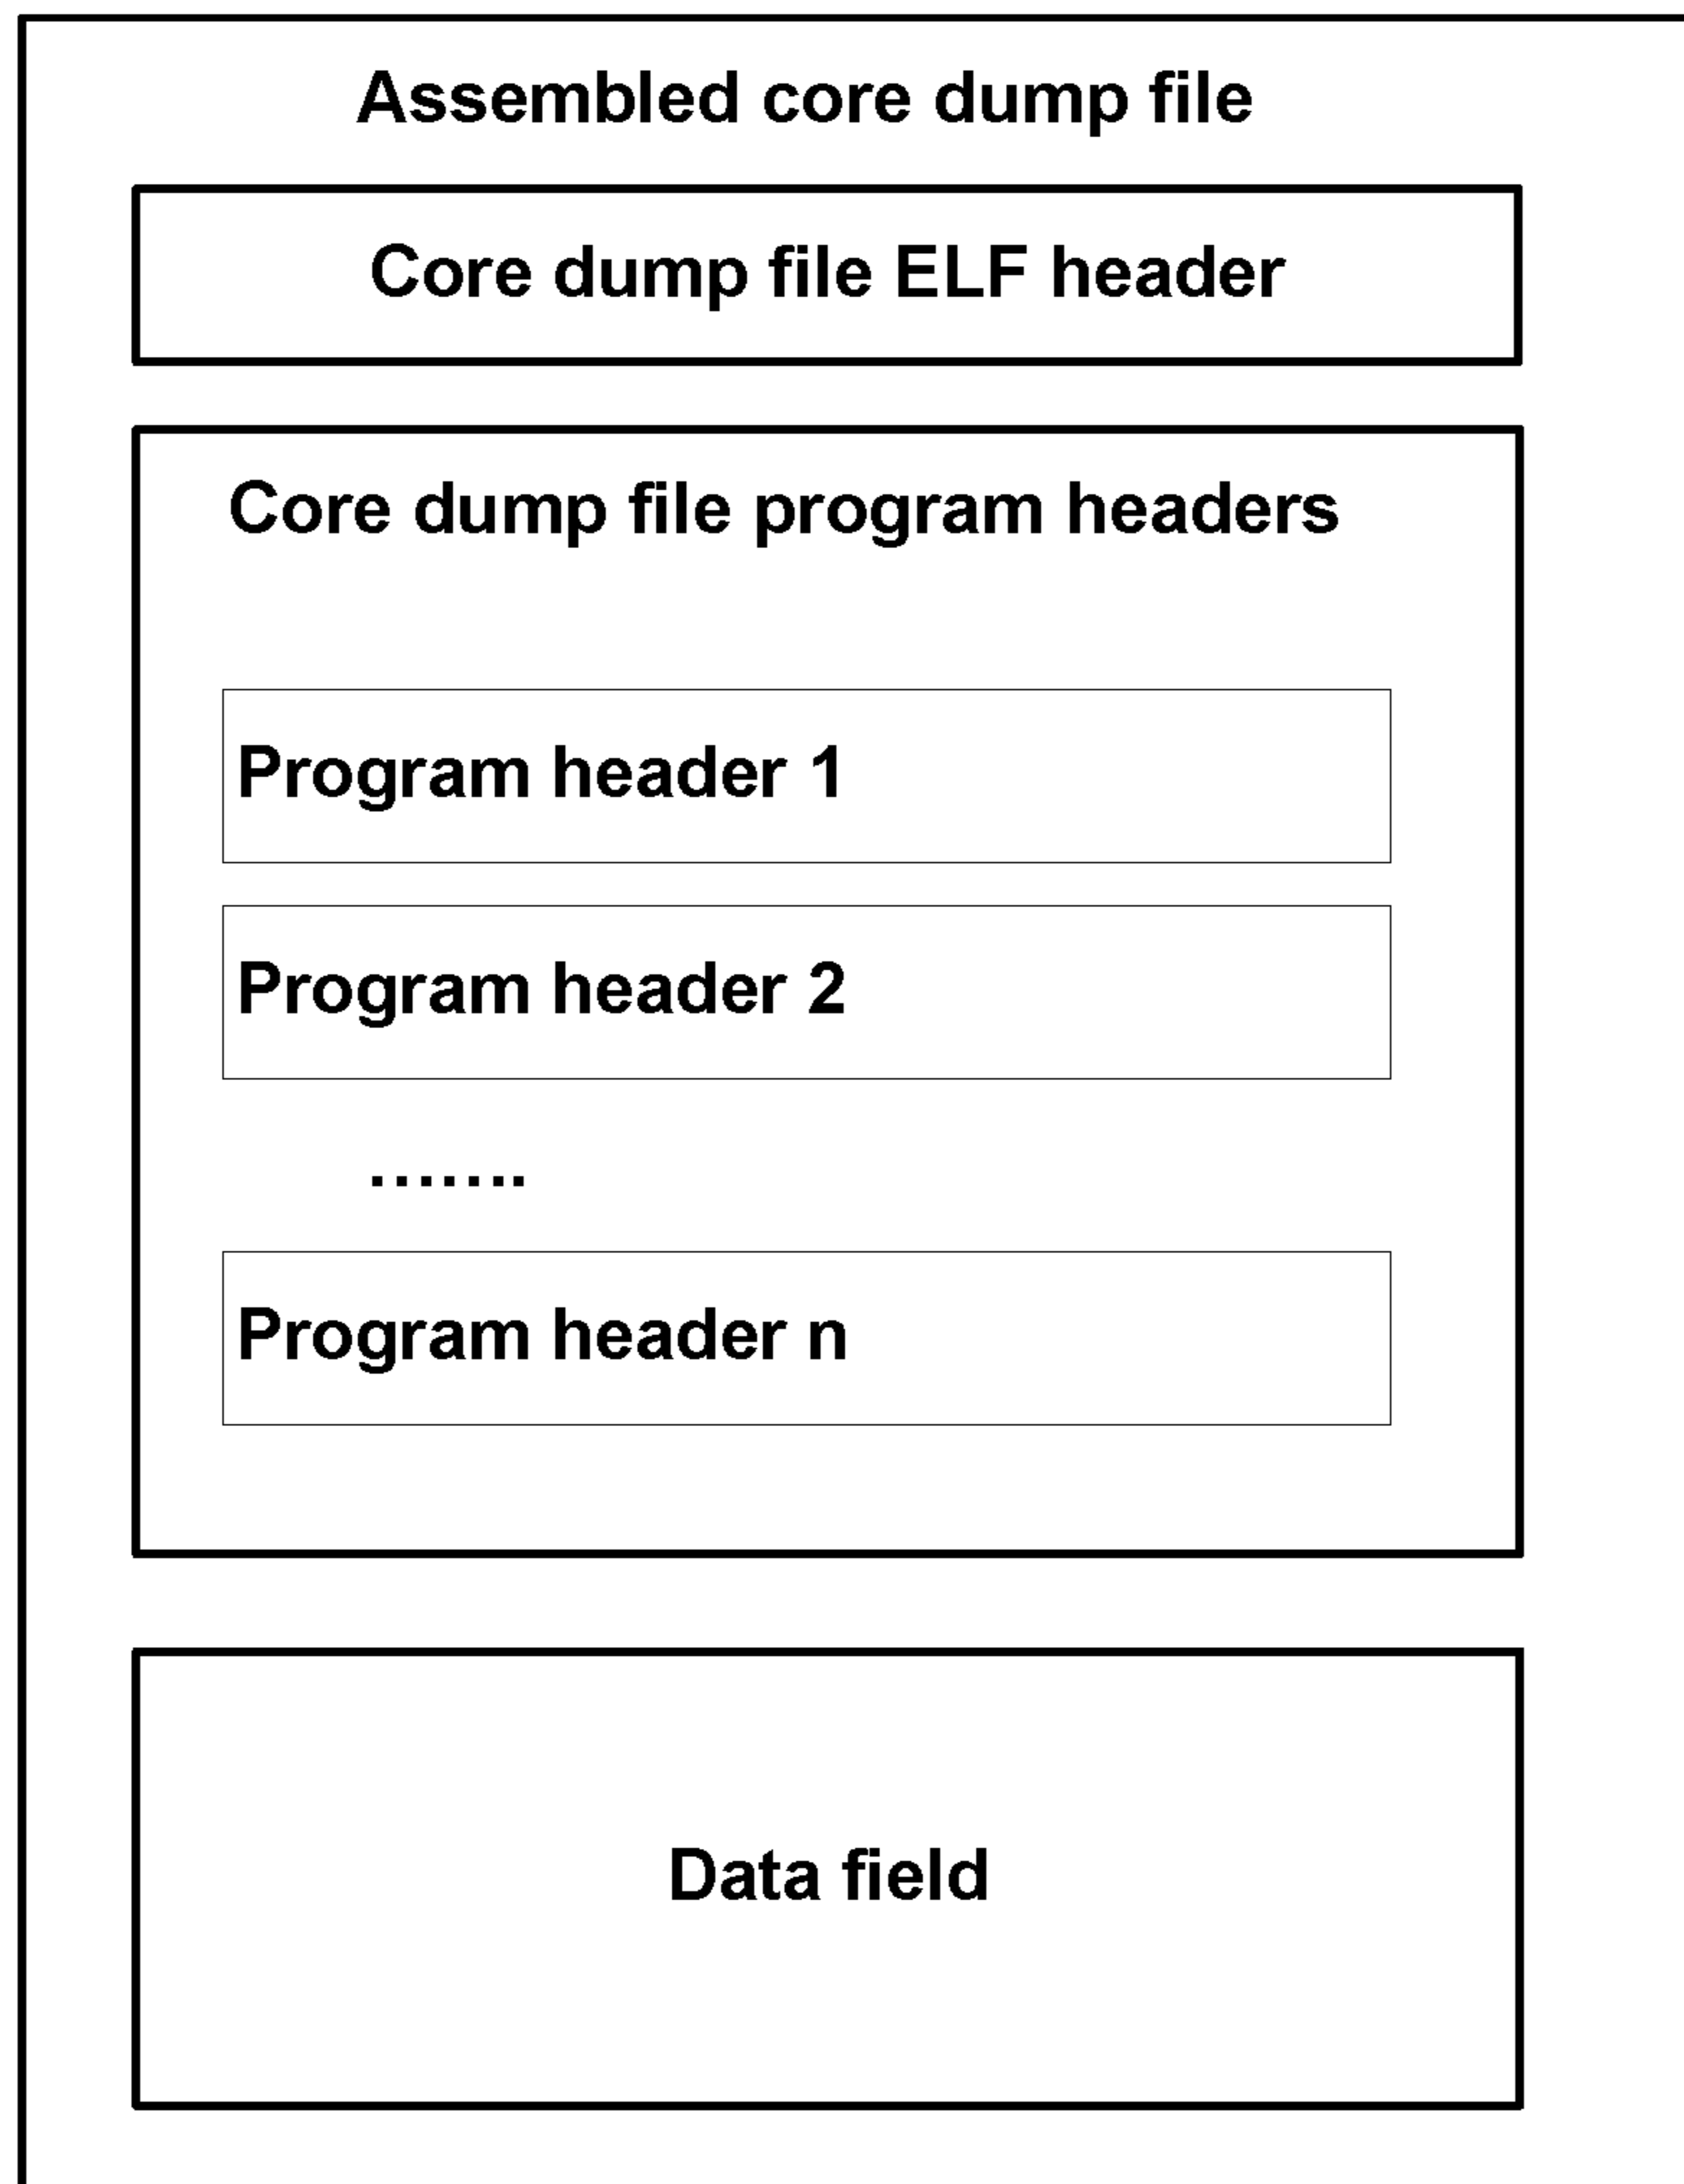 Assembled core dump file
Core dump file ELF header
Core dump file program headers
Program header 1
Program header 2
.......
Program header n
Data field